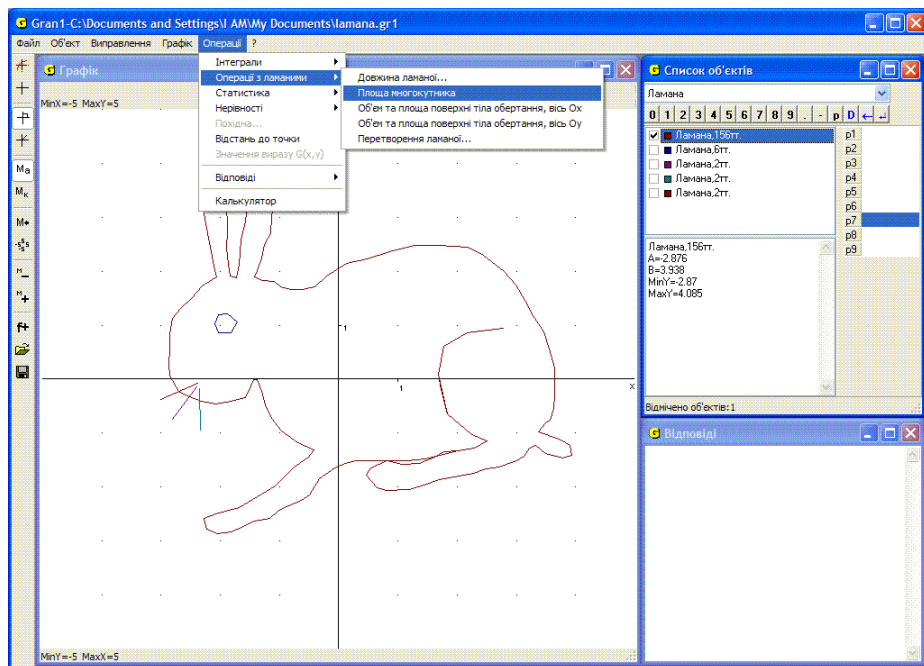 Gran1-C:\Documents and Settings\I AM\My Documents\lamana.gr1
Файл Об'єкт Виправлення Графік Операції ?
Інтеграли
Операції з ламаними
Статистика
Нерівності
Похідна...
Відстань до точки
Значення виразу G(x,y)
Відповіді
Калькулятор
Довжина ламаної...
Площа многокутника
Об'єм та площа поверхні тіла обертання, вісь Ox
Об'єм та площа поверхні тіла обертання, вісь Oy
Перетворення ламаної...
Графік
MinX=-5 MaxY=5
1
1
x
MinY=-5 MaxX=5
Ma
Mк
M+
M
M+
f+
Список об'єктів
Ламана
0 1 2 3 4 5 6 7 8 9 . - p D
Ламана,156тт.
Ламана,6тт.
Ламана,2тт.
Ламана,2тт.
Ламана,2тт.
p1
p2
p3
p4
p5
p6
p7
p8
p9
Ламана,156тт.
A=-2.876
B=3.938
MinY=-2.87
MaxY=4.085
Відмічено об'єктів:1
Відповіді